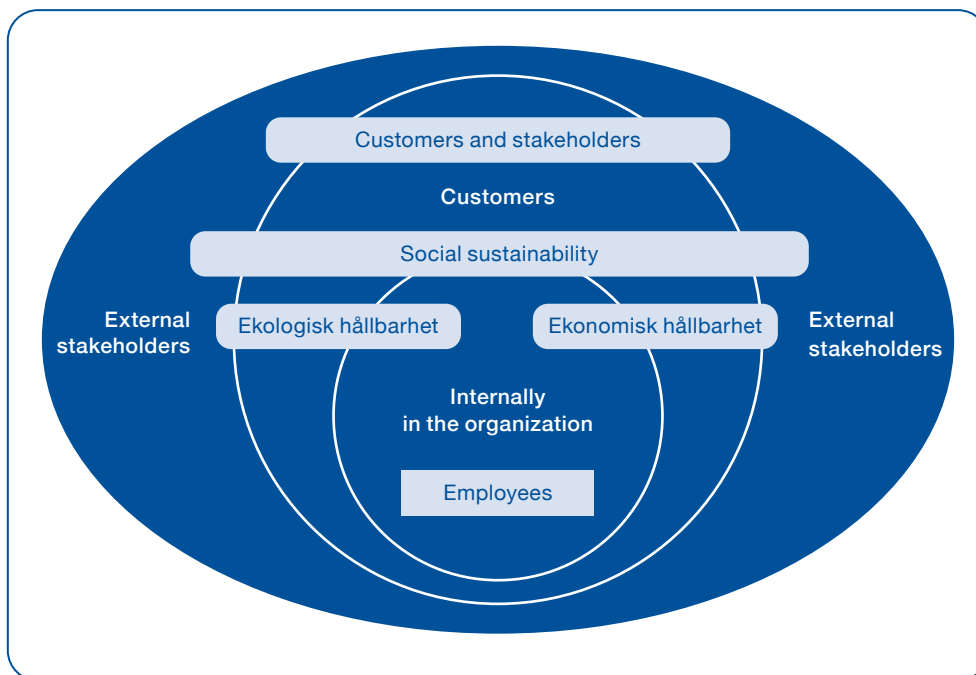 Customers and stakeholders
Customers
Social sustainability
External
stakeholders
Ekologisk hållbarhet
Ekonomisk hållbarhet
External
stakeholders
Internally
in the organization
Employees